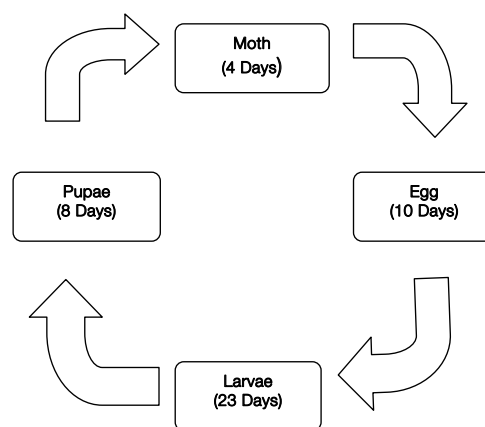 Moth
(4 Days)
Egg
(10 Days)
Larvae
(23 Days)
Pupae
(8 Days)